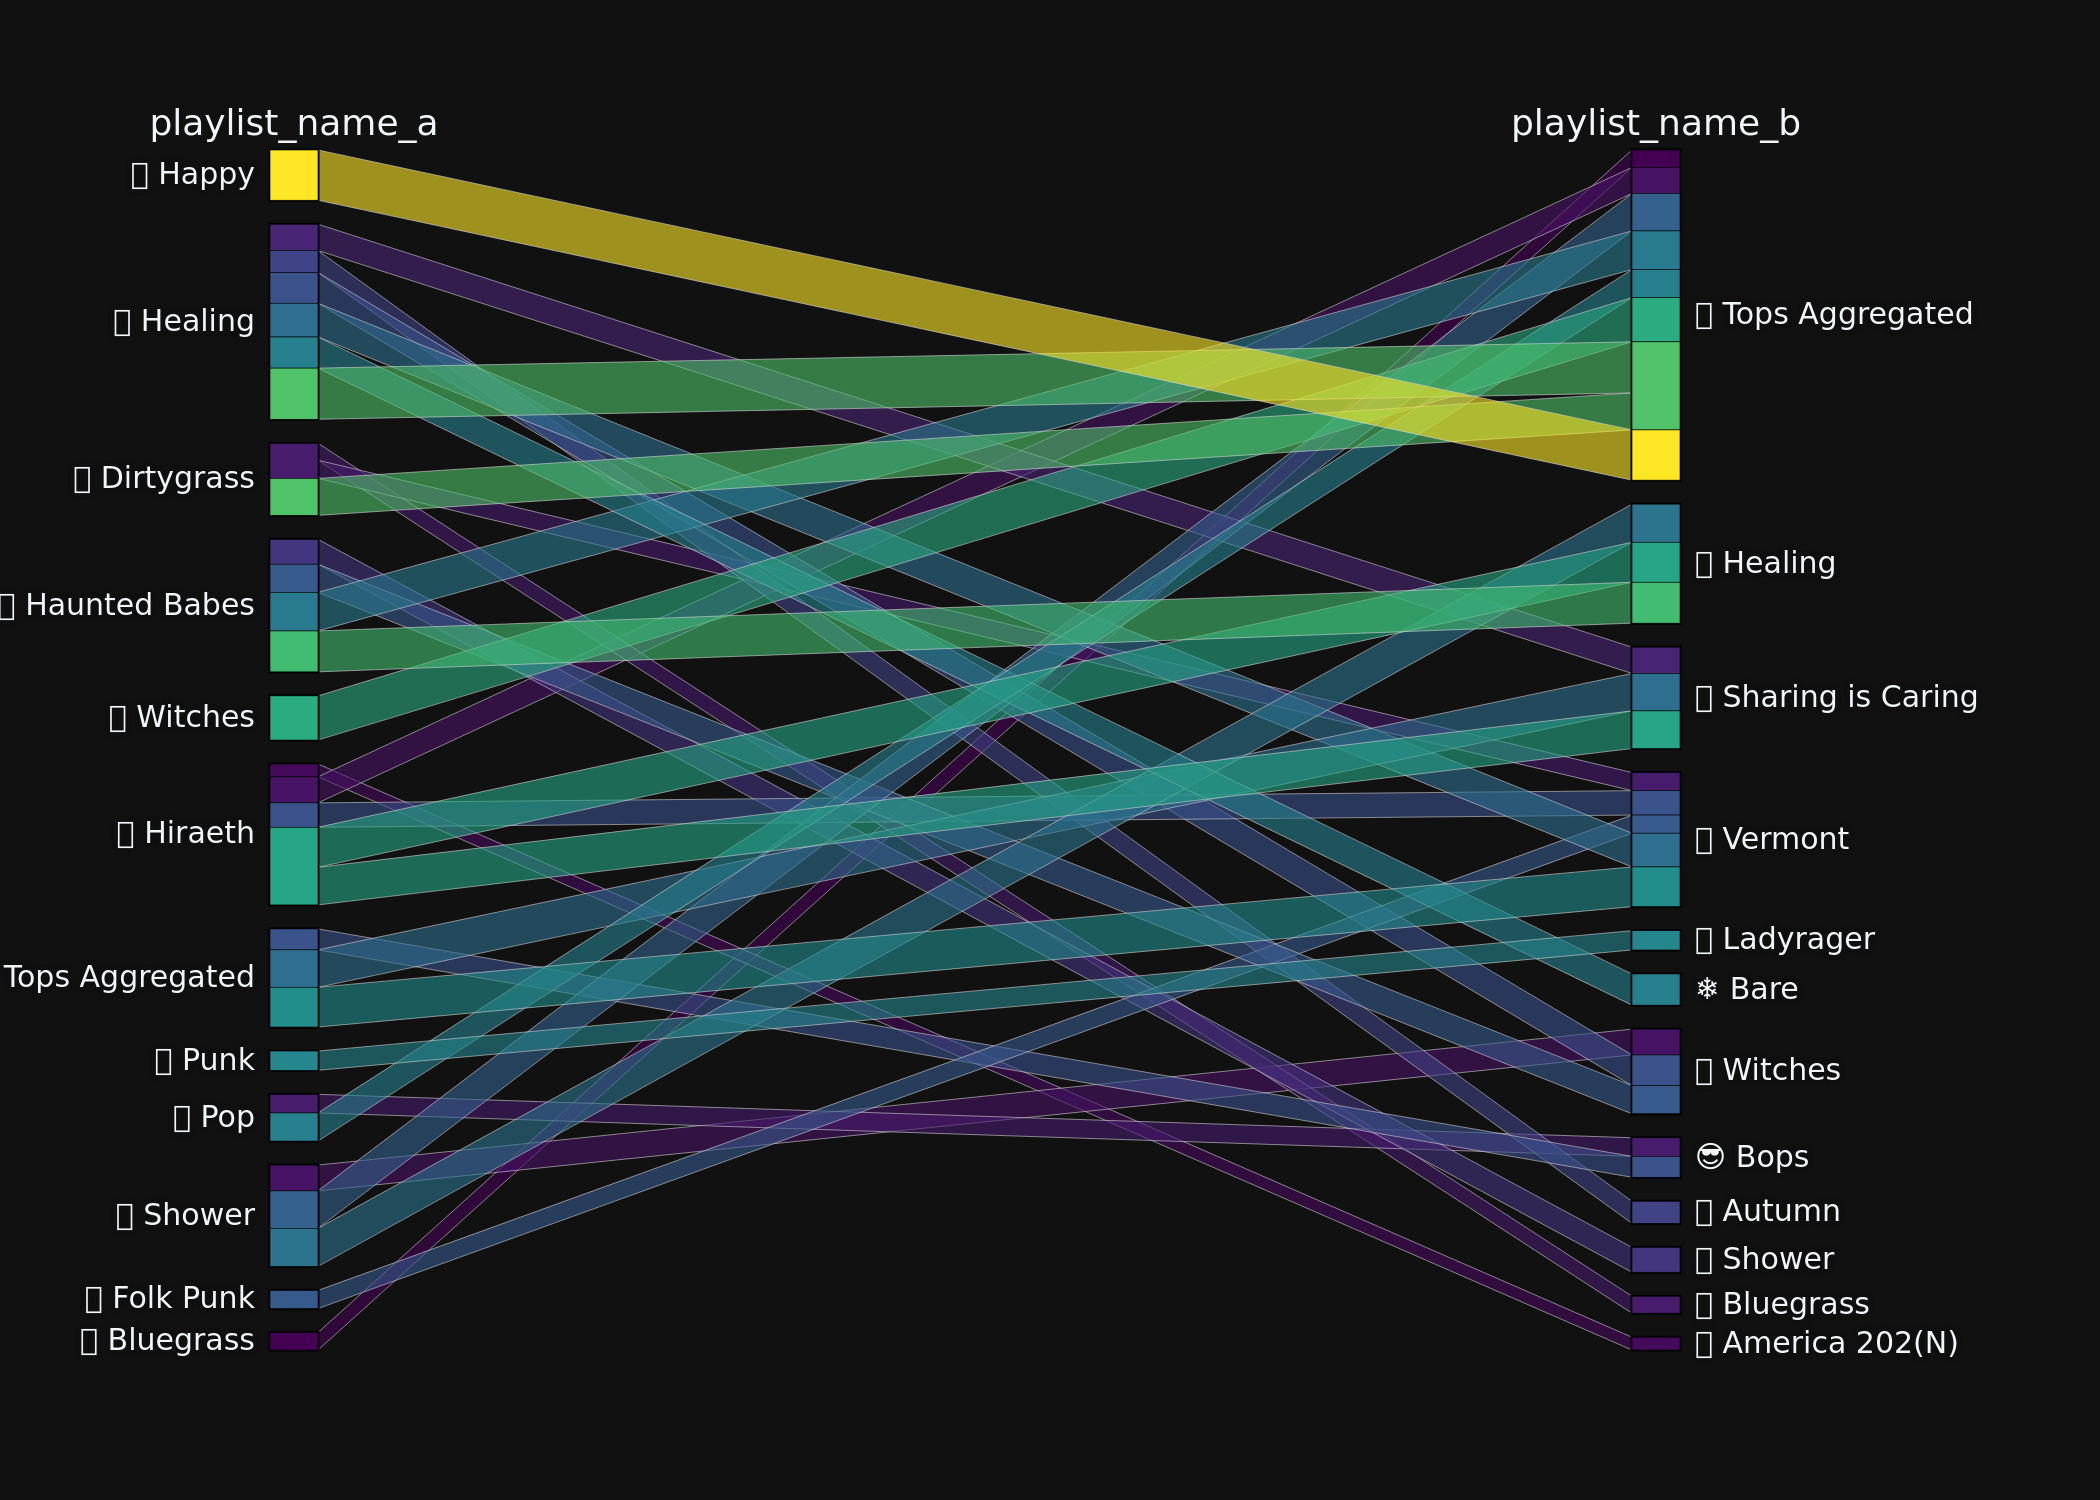 playlist_name_a
Happy
Healing
Dirtygrass
Haunted Babes
Witches
Hiraeth
Tops Aggregated
Punk
Pop
Shower
Folk Punk
Bluegrass
playlist_name_b
Tops Aggregated
Healing
Sharing is Caring
Vermont
Ladyrager
❄ Bare
Witches
😎 Bops
Autumn
Shower
Bluegrass
America 202(N)